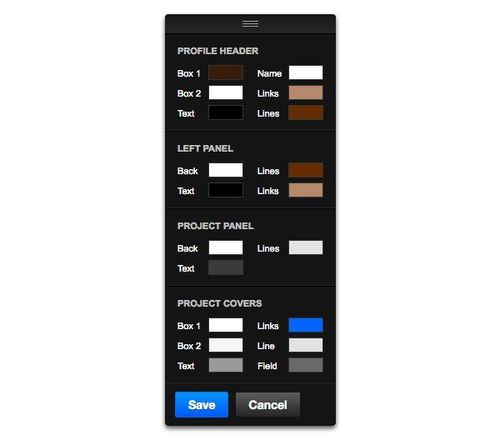 PROFILE HEADER
Box 1 Name
Box 2 Links
Text Lines
LEFT PANEL
Back Lines
Text Links
PROJECT PANEL
Back Lines
Text
PROJECT COVERS
Box 1 Links
Box 2 Line
Text Field
Save Cancel